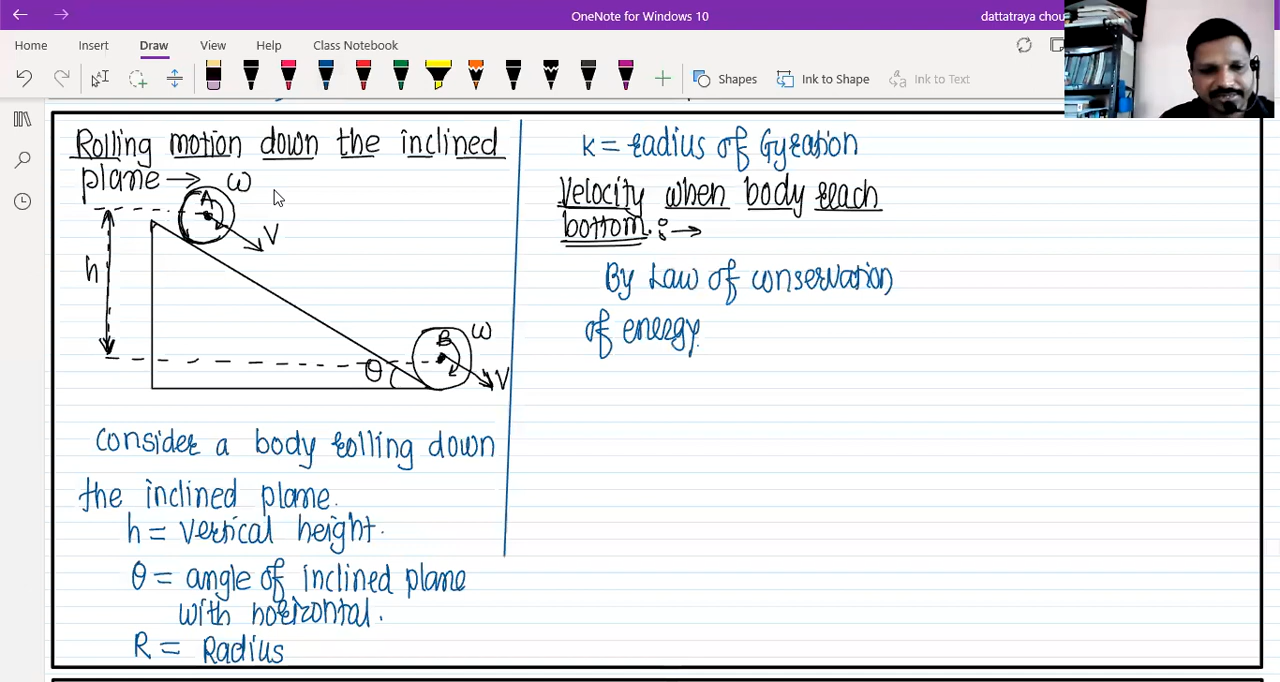 OneNote for Windows 10
dattatraya chou
Home Insert Draw View Help Class Notebook
Shapes Ink to Shape Ink to Text
Rolling motion down the inclined
plane → ω
A
V
h
B ω
θ
V
Consider a body rolling down
the inclined plane.
h = vertical height.
θ = angle of inclined plane
with horizontal.
R = Radius
K = radius of Gyration
Velocity when body reach
bottom. :→
By Law of conservation
of energy.